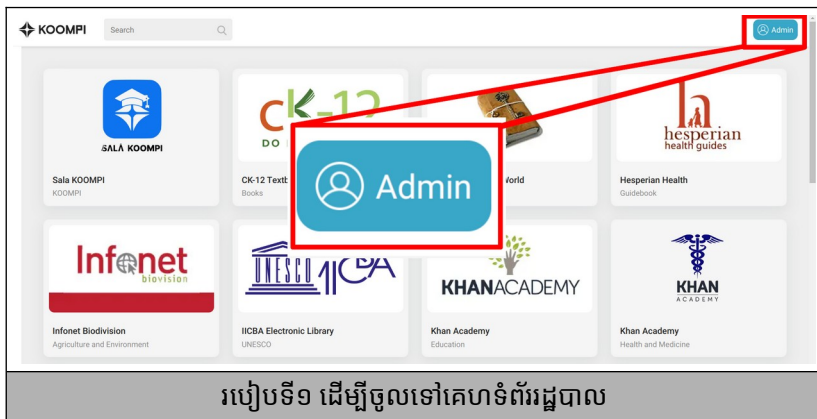 KOOMPI Search Admin
CK-12
DO
hesperian
health guides
SALA KOOMPI
Admin
Sala KOOMPI
CK-12
Hesperian Health
KOOMPI
Books
Guidebook
Infonet
biovision
UNESCO IICBA
KHANACADEMY
KHAN
ACADEMY
Infonet Biodivision
IICBA Electronic Library
Khan Academy
Khan Academy
Agriculture and Environment
UNESCO
Education
Health and Medicine
របៀបទី១ ដើម្បីចូលទៅគេហទំព័ររដ្ឋបាល